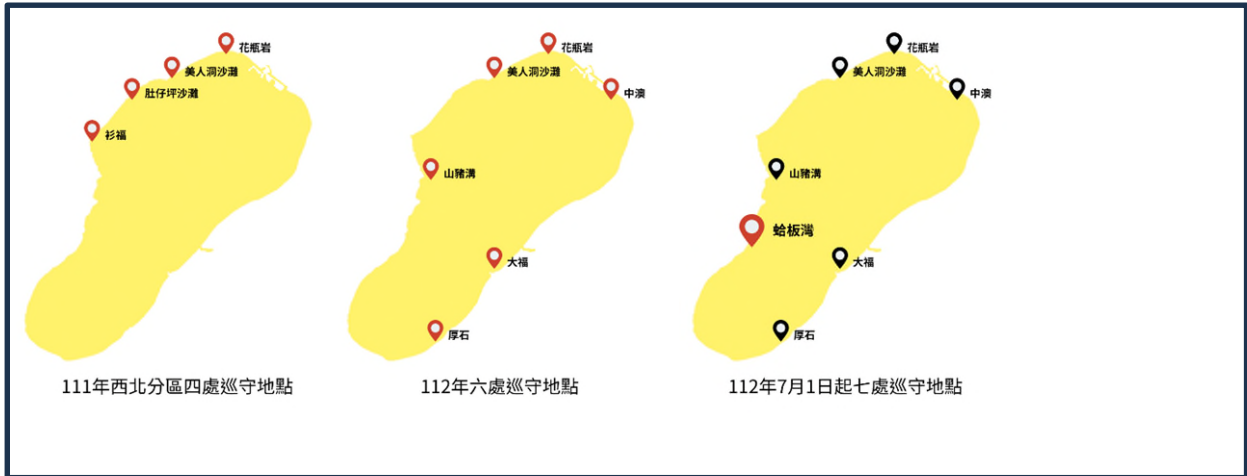 花瓶岩
美人洞沙灘
肚仔坪沙灘
衫福
111年西北分區四處巡守地點
花瓶岩
美人洞沙灘
中澳
山豬溝
大福
厚石
112年六處巡守地點
花瓶岩
美人洞沙灘
中澳
山豬溝
蛤板灣
大福
厚石
112年7月1日起七處巡守地點